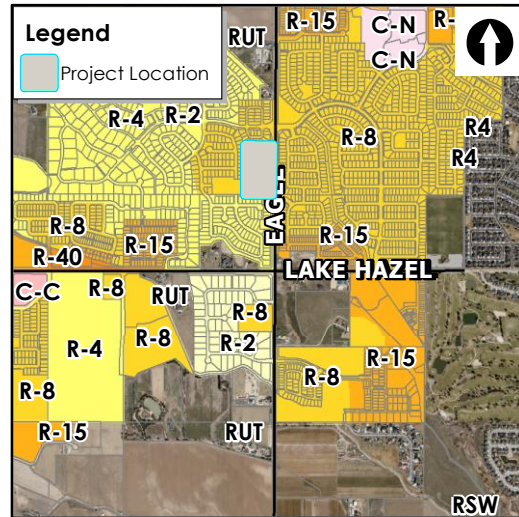 Legend
Project Location
RUT
R-15
C-N
R-
C-N
R-4
R-2
R-8
R4
R4
EAGLE
R-8
R-15
R-15
R-40
LAKE HAZEL
C-C
R-8
RUT
R-8
R-4
R-8
R-2
R-15
R-8
R-8
R-15
RUT
RSW